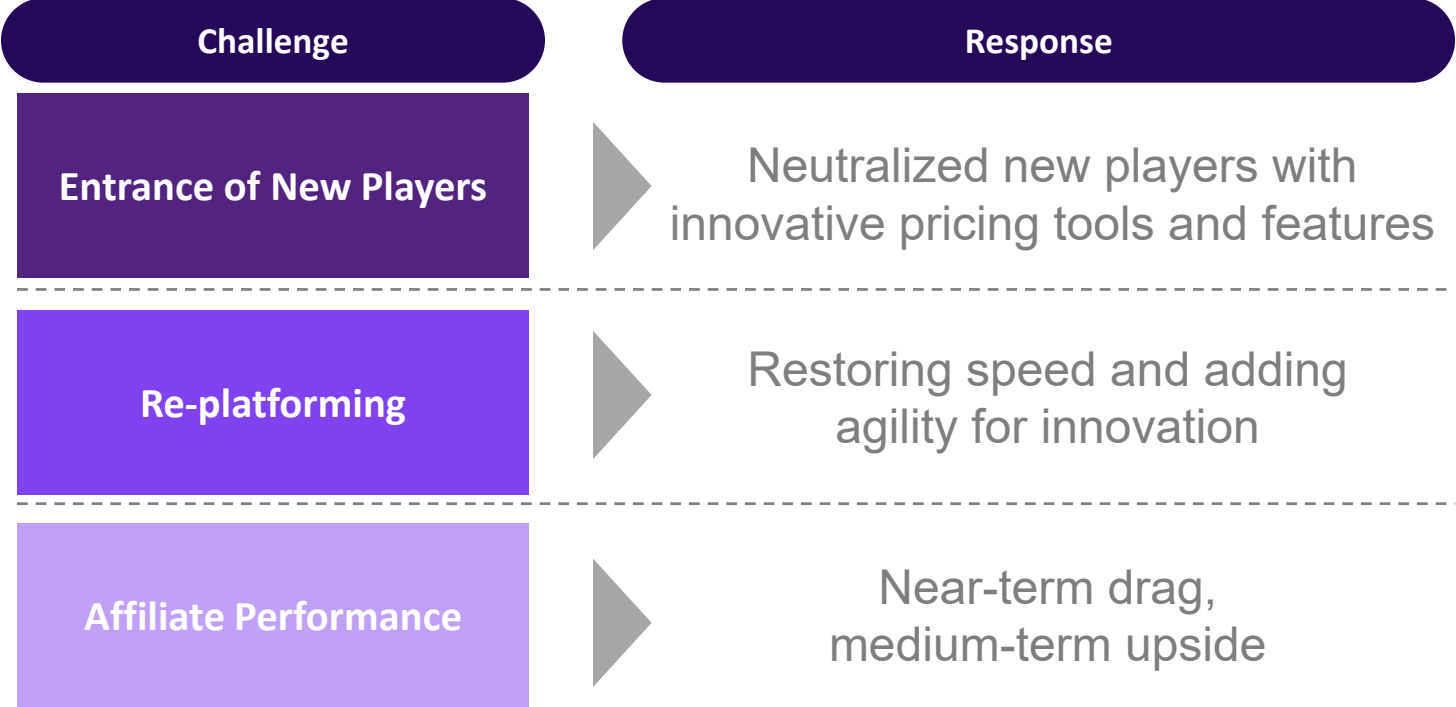 Challenge
Response
Entrance of New Players
Neutralized new players with
innovative pricing tools and features
Re-platforming
Restoring speed and adding
agility for innovation
Affiliate Performance
Near-term drag,
medium-term upside